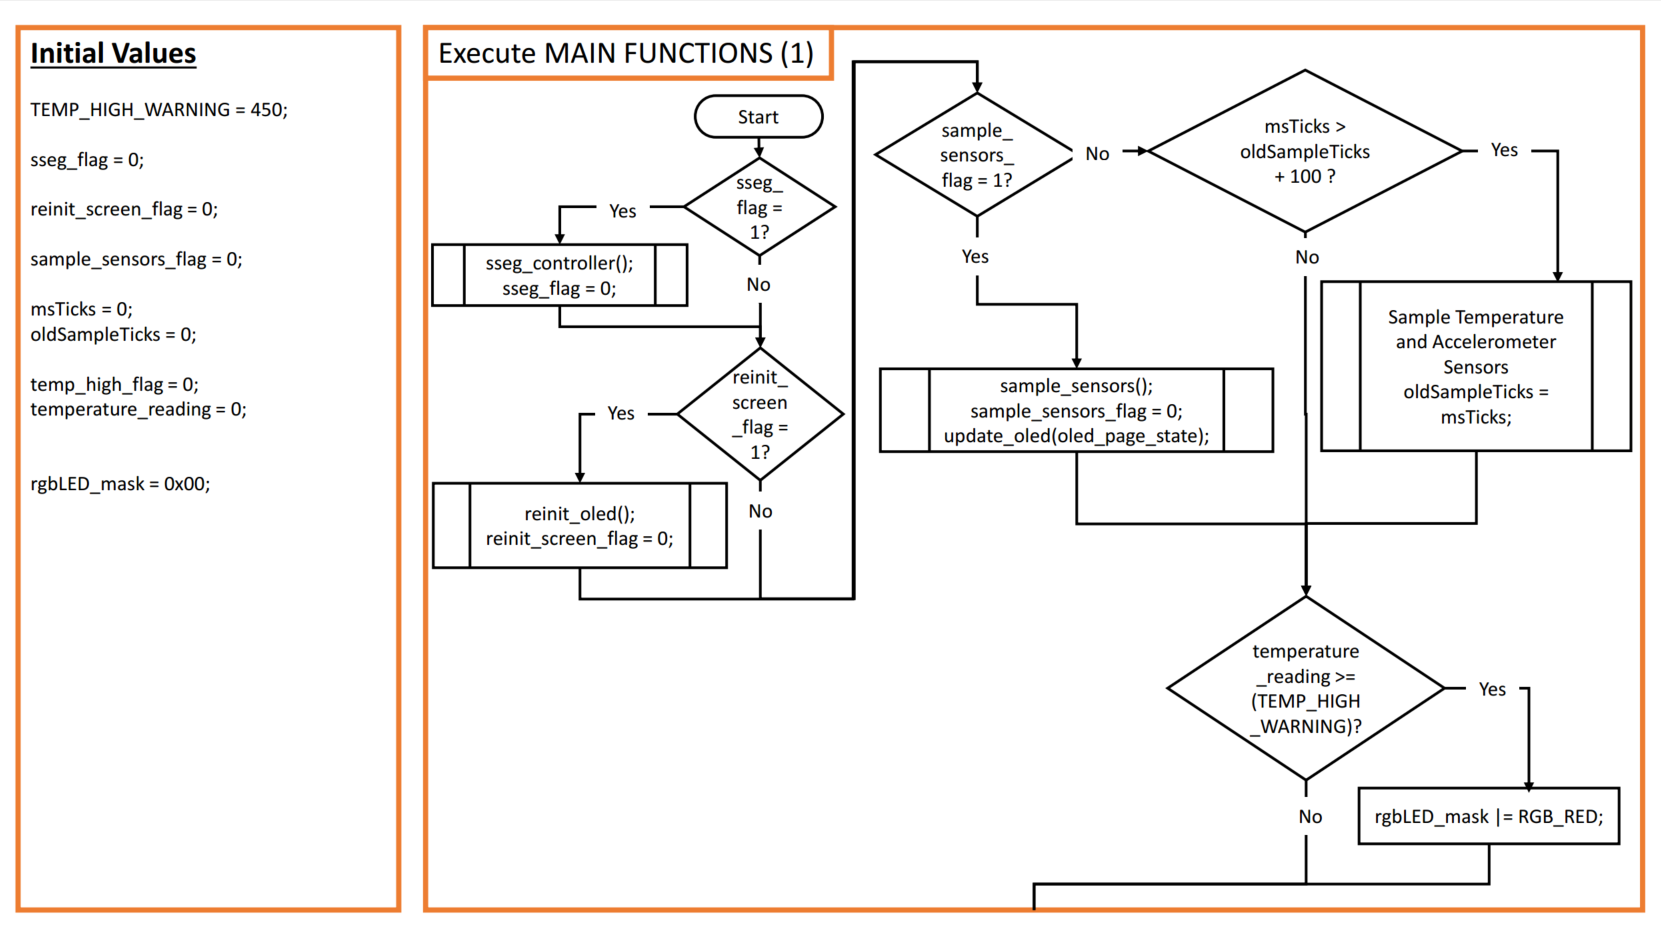 Initial Values
TEMP_HIGH_WARNING = 450;
sseg_flag = 0;
reinit_screen_flag = 0;
sample_sensors_flag = 0;
msTicks = 0;
oldSampleTicks = 0;
temp_high_flag = 0;
temperature_reading = 0;
rgbLED_mask = 0x00;
Execute MAIN FUNCTIONS (1)
Start
sseg_
flag =
1?
Yes
sseg_controller();
sseg_flag = 0;
No
reinit_
screen
_flag =
1?
Yes
reinit_oled();
reinit_screen_flag = 0;
No
sample_
sensors_
flag = 1?
No
Yes
sample_sensors();
sample_sensors_flag = 0;
update_oled(oled_page_state);
msTicks >
oldSampleTicks
+ 100 ?
Yes
No
Sample Temperature
and Accelerometer
Sensors
oldSampleTicks =
msTicks;
temperature
_reading >=
(TEMP_HIGH
_WARNING)?
Yes
rgbLED_mask |= RGB_RED;
No